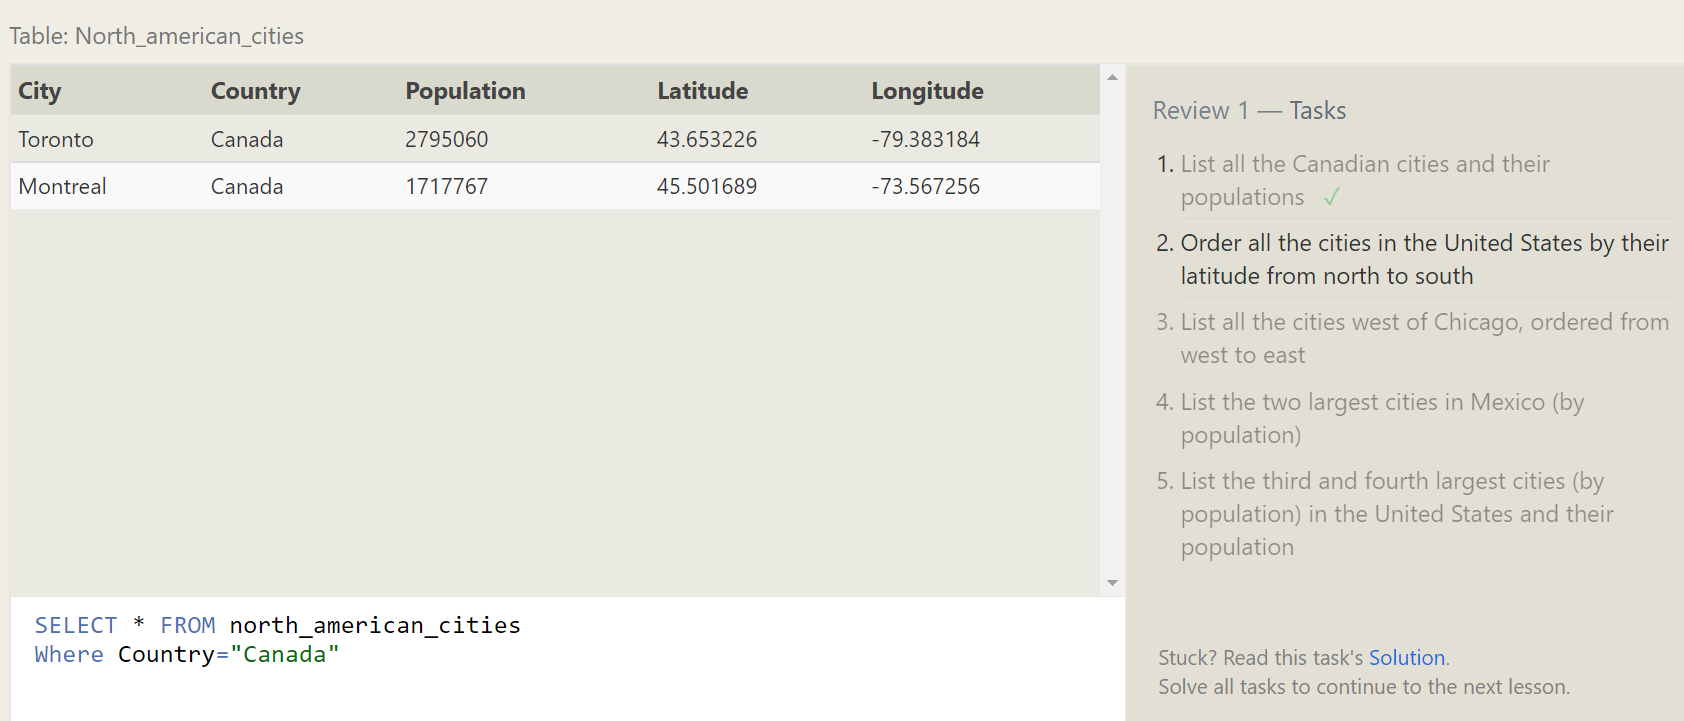 Table: North_american_cities
City Country Population Latitude Longitude
Toronto Canada 2795060 43.653226 -79.383184
Montreal Canada 1717767 45.501689 -73.567256
SELECT * FROM north_american_cities
Where Country="Canada"
Review 1 — Tasks
1. List all the Canadian cities and their
populations ✓
2. Order all the cities in the United States by their
latitude from north to south
3. List all the cities west of Chicago, ordered from
west to east
4. List the two largest cities in Mexico (by
population)
5. List the third and fourth largest cities (by
population) in the United States and their
population
Stuck? Read this task's Solution.
Solve all tasks to continue to the next lesson.